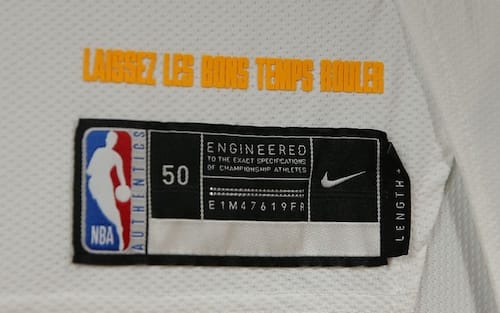 LAISSEZ LES BONS TEMPS ROULER
NBA
AUTHENTICS
50
ENGINEERED
TO THE EXACT SPECIFICATIONS
OF CHAMPIONSHIP ATHLETES
E1M47619FR
LENGTH+